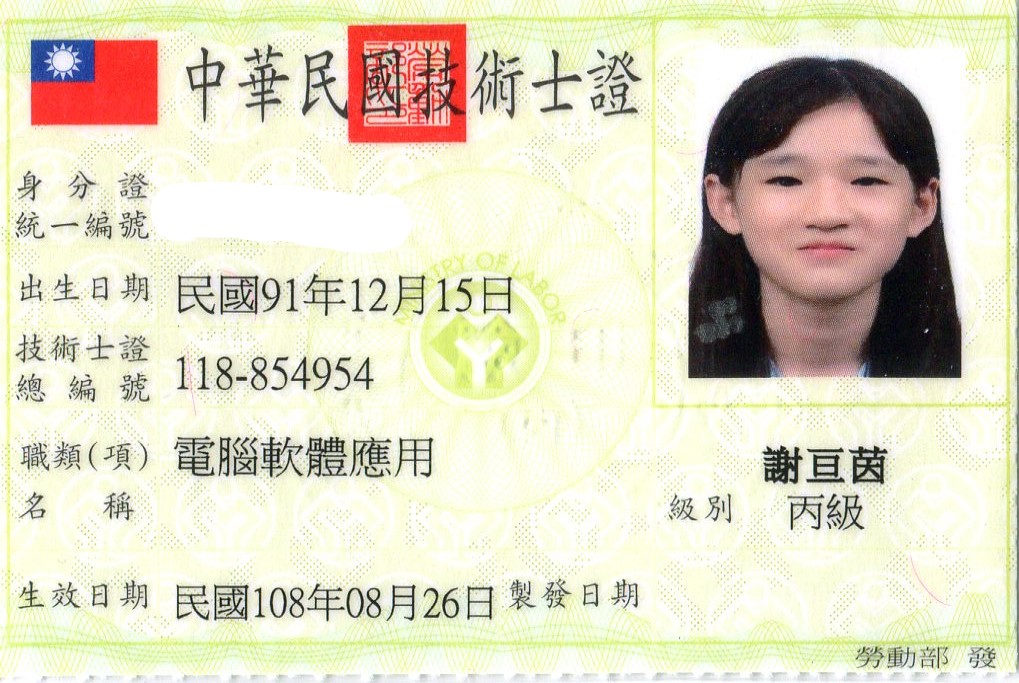 中華民國技術士證
身分證
統一編號
出生日期 民國91年12月15日
技術士證
總編號 118-854954
MINISTRY OF LABOR
職類(項) 電腦軟體應用
名稱
謝亘茵
級別 丙級
生效日期 民國108年08月26日 製發日期
勞動部 發